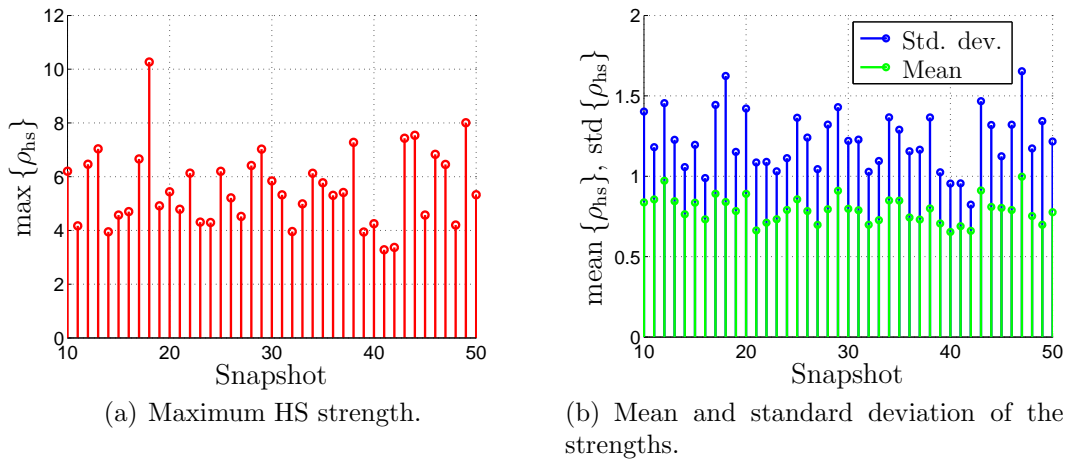 12
10
8
6
4
2
0
10 20 30 40 50
max {ρhs}
Snapshot
(a) Maximum HS strength.
2
1.5
1
0.5
0
10 20 30 40 50
mean {ρhs}, std {ρhs}
Snapshot
Std. dev.
Mean
(b) Mean and standard deviation of the
strengths.